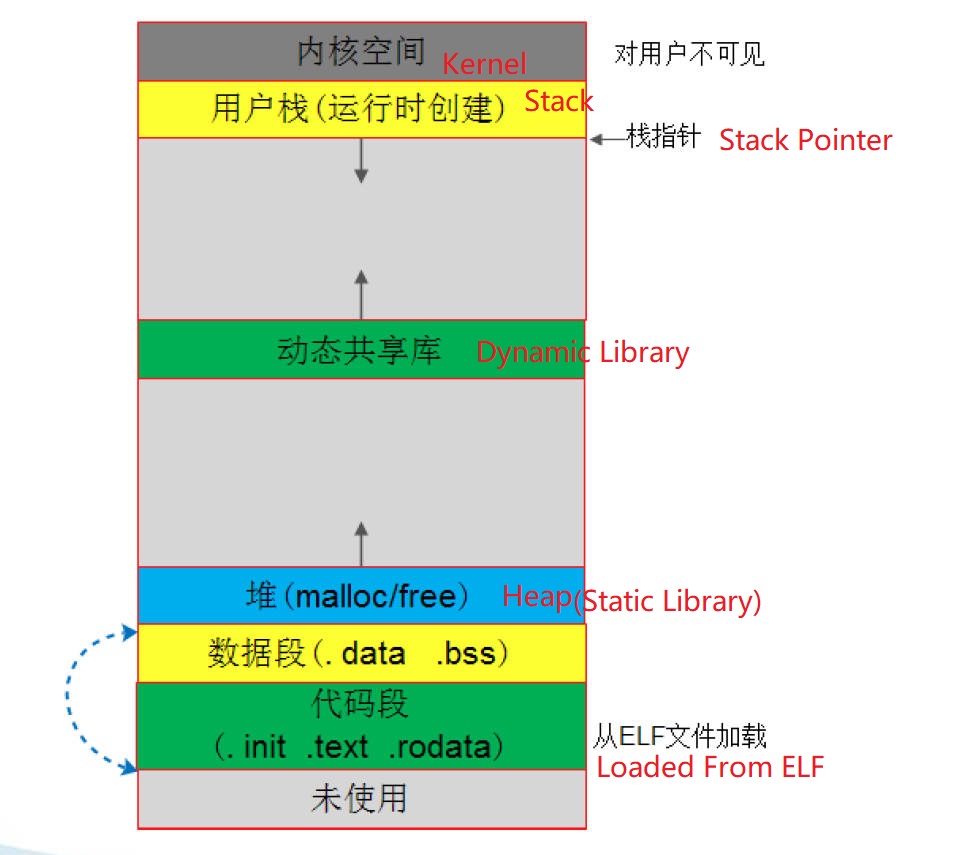 内核空间 Kernel 对用户不可见
用户栈(运行时创建) Stack
栈指针 Stack Pointer
动态共享库 Dynamic Library
堆(malloc/free) Heap(Static Library)
数据段(. data .bss)
代码段
(. init .text .rodata)
从ELF文件加载
Loaded From ELF
未使用